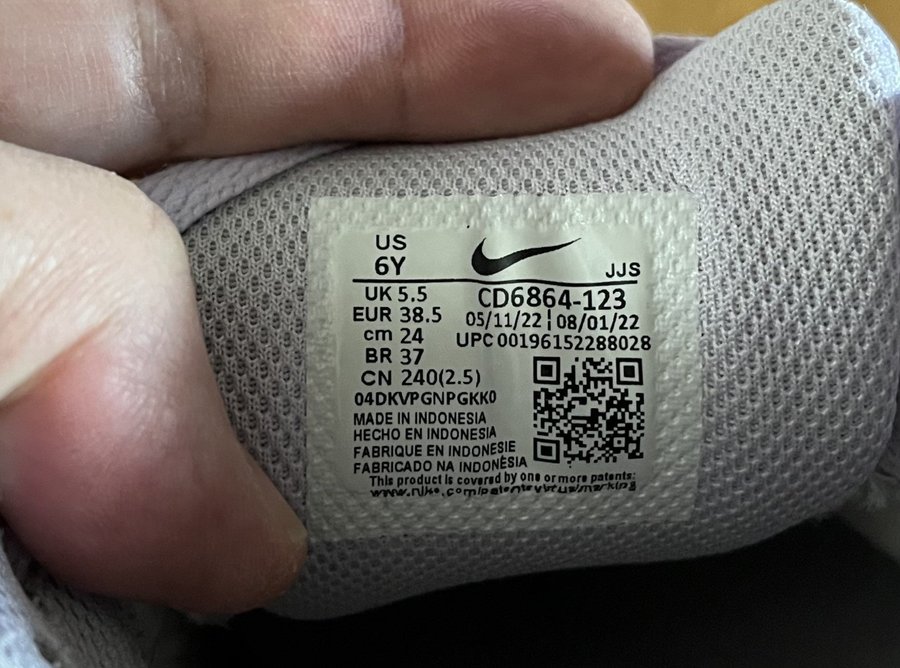 US
6Y
JJS
UK 5.5
EUR 38.5
cm 24
BR 37
CN 240(2.5)
CD6864-123
05/11/22 | 08/01/22
UPC 00196152288028
04DKVPGNPGKK0
MADE IN INDONESIA
HECHO EN INDONESIA
FABRIQUE EN INDONESIE
FABRICADO NA INDONÉSIA
This product is covered by one or more patents: